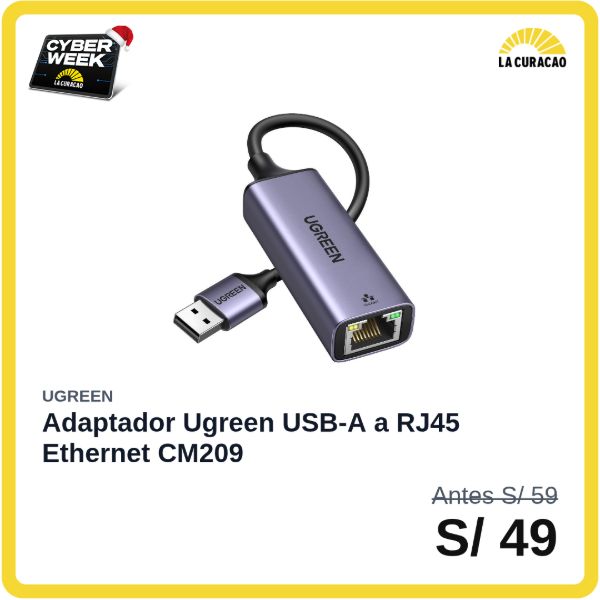 CYBER
WEEK
LA CURACAO
LA CURACAO
UGREEN
UGREEN
UGREEN
Adaptador Ugreen USB-A a RJ45
Ethernet CM209
Antes S/ 59
S/ 49